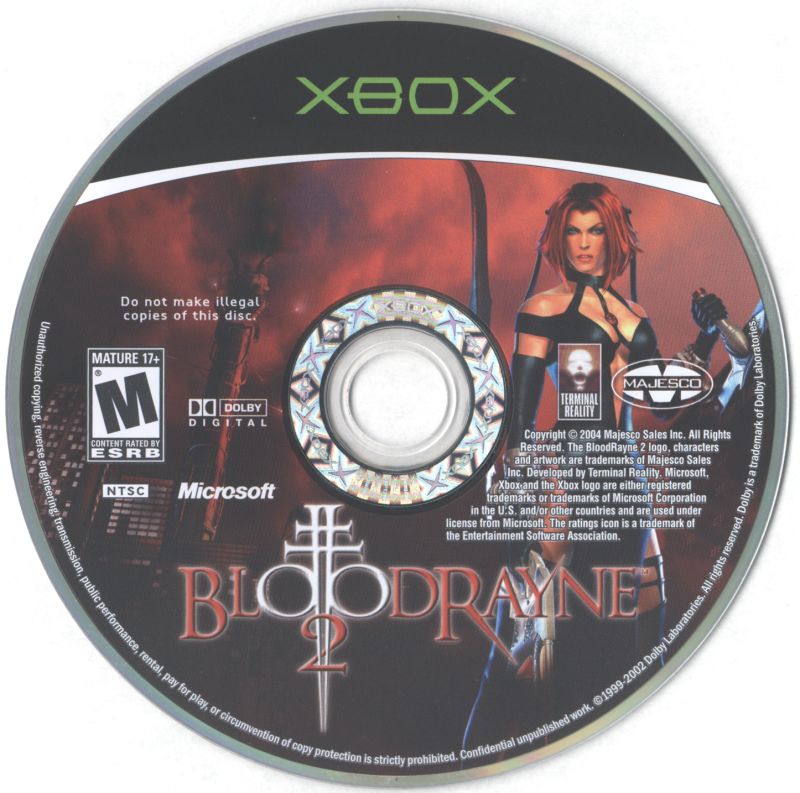 XBOX
Do not make illegal
copies of this disc.
XBOX
MATURE 17+
M
®
CONTENT RATED BY
ESRB
DOLBY
DIGITAL
NTSC
Microsoft
TERMINAL
REALITY
MAJESCO
Copyright © 2004 Majesco Sales Inc. All Rights
Reserved. The BloodRayne 2 logo, characters
and artwork are trademarks of Majesco Sales
Inc. Developed by Terminal Reality. Microsoft,
Xbox and the Xbox logo are either registered
trademarks or trademarks of Microsoft Corporation
in the U.S. and/or other countries and are used under
license from Microsoft. The ratings icon is a trademark of
the Entertainment Software Association.
BLOODRAYNE™
2
Unauthorized copying, reverse engineering, transmission, public performance, rental, pay for play, or circumvention of copy protection is strictly prohibited. Confidential unpublished work. ©1999-2002 Dolby Laboratories. All rights reserved. Dolby is a trademark of Dolby Laboratories.